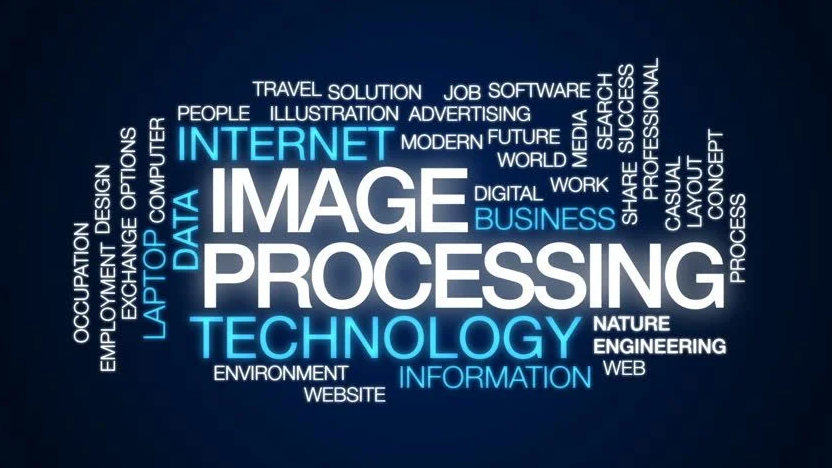 TRAVEL SOLUTION JOB SOFTWARE
PEOPLE ILLUSTRATION ADVERTISING
INTERNET MODERN FUTURE
WORLD
MEDIA
SEARCH
SUCCESS
PROFESSIONAL
IMAGE
DIGITAL WORK
BUSINESS
SHARE
CASUAL
LAYOUT
CONCEPT
PROCESS
OCCUPATION
EMPLOYMENT DESIGN
EXCHANGE OPTIONS
LAPTOP COMPUTER
DATA
PROCESSING
TECHNOLOGY NATURE
ENGINEERING
ENVIRONMENT INFORMATION WEB
WEBSITE